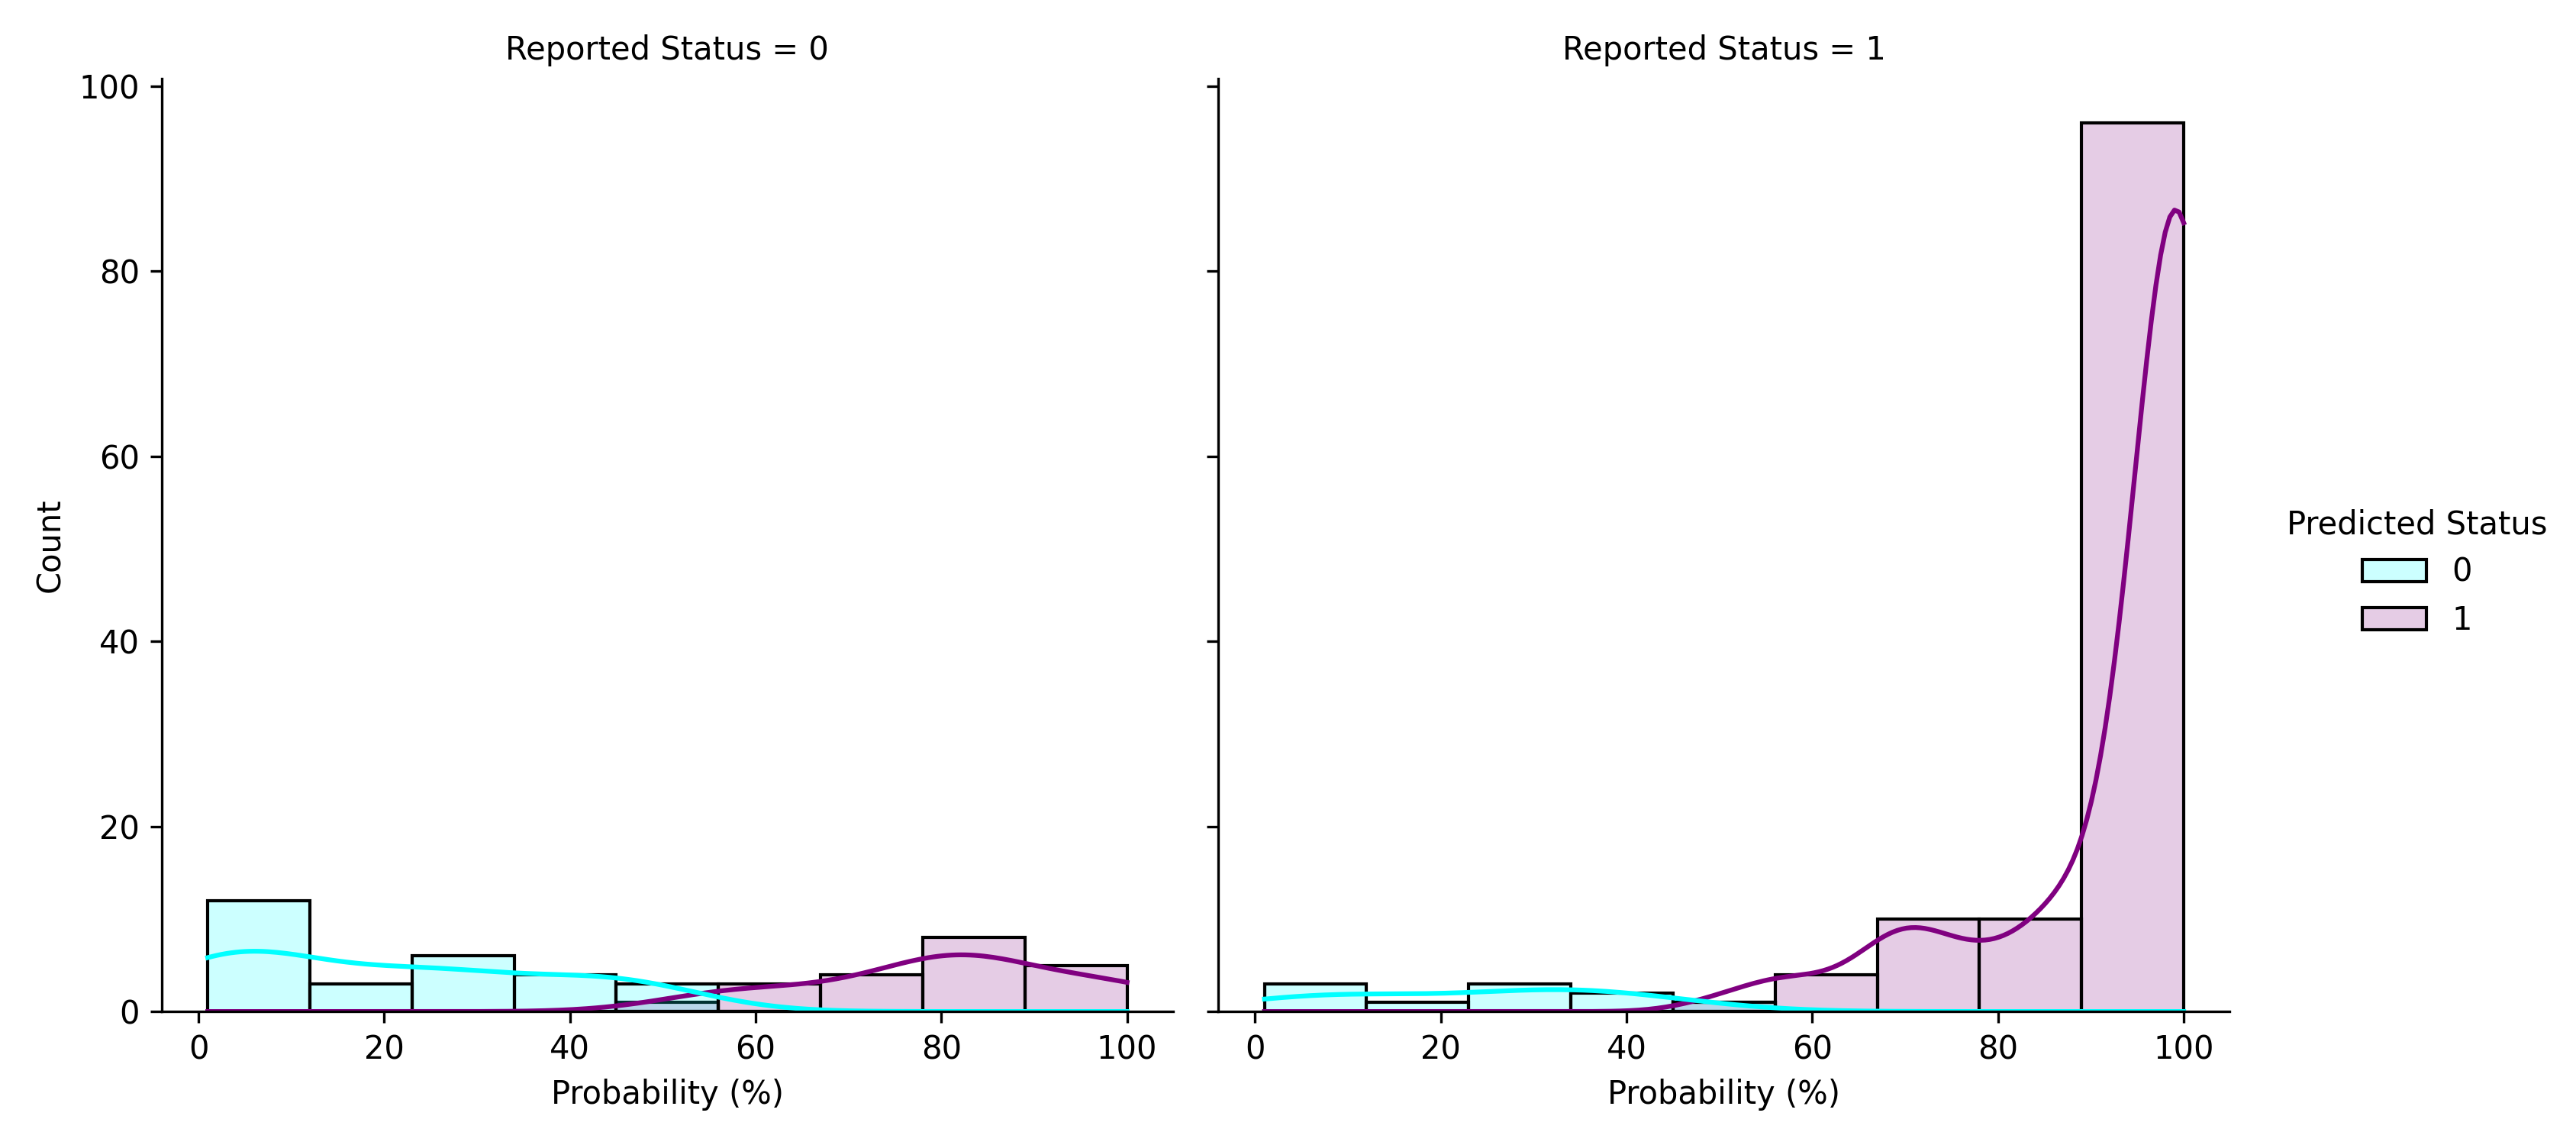 Reported Status = 0
Reported Status = 1
100
80
60
40
20
0
Count
0 20 40 60 80 100
0 20 40 60 80 100
Probability (%)
Probability (%)
Predicted Status
0
1